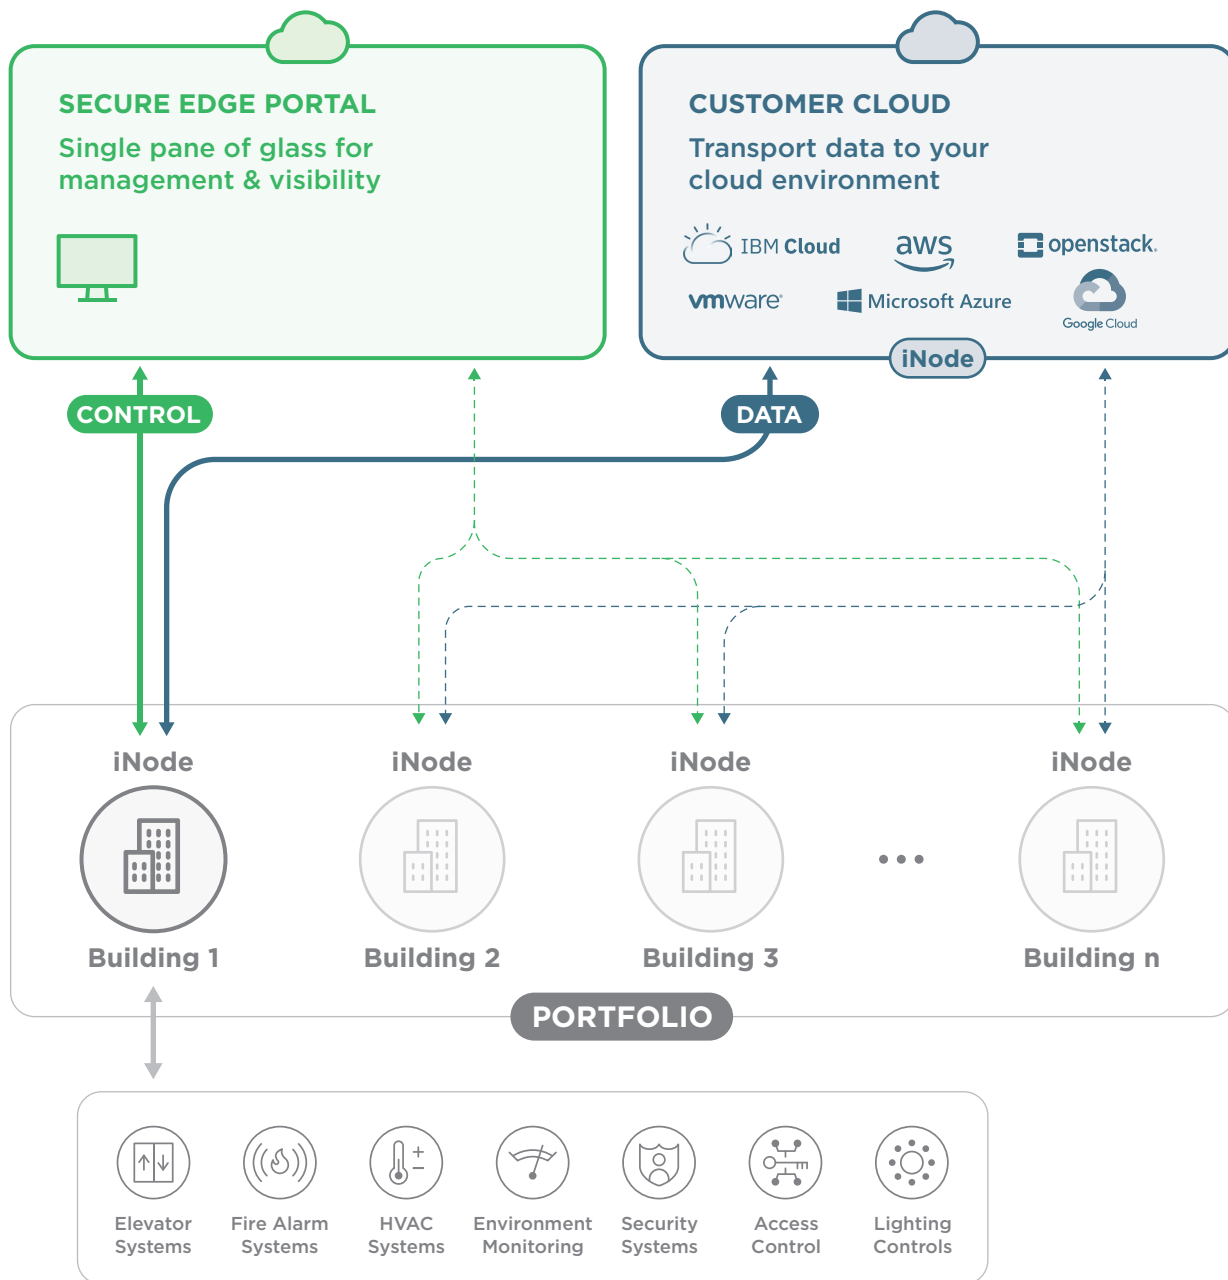 SECURE EDGE PORTAL
Single pane of glass for
management & visibility
CUSTOMER CLOUD
Transport data to your
cloud environment
IBM Cloud
aws
openstack.
vmware®
Microsoft Azure
Google Cloud
iNode
CONTROL
DATA
iNode
iNode
iNode
iNode
Building 1
Building 2
Building 3
Building n
PORTFOLIO
Elevator
Systems
Fire Alarm
Systems
HVAC
Systems
Environment
Monitoring
Security
Systems
Access
Control
Lighting
Controls